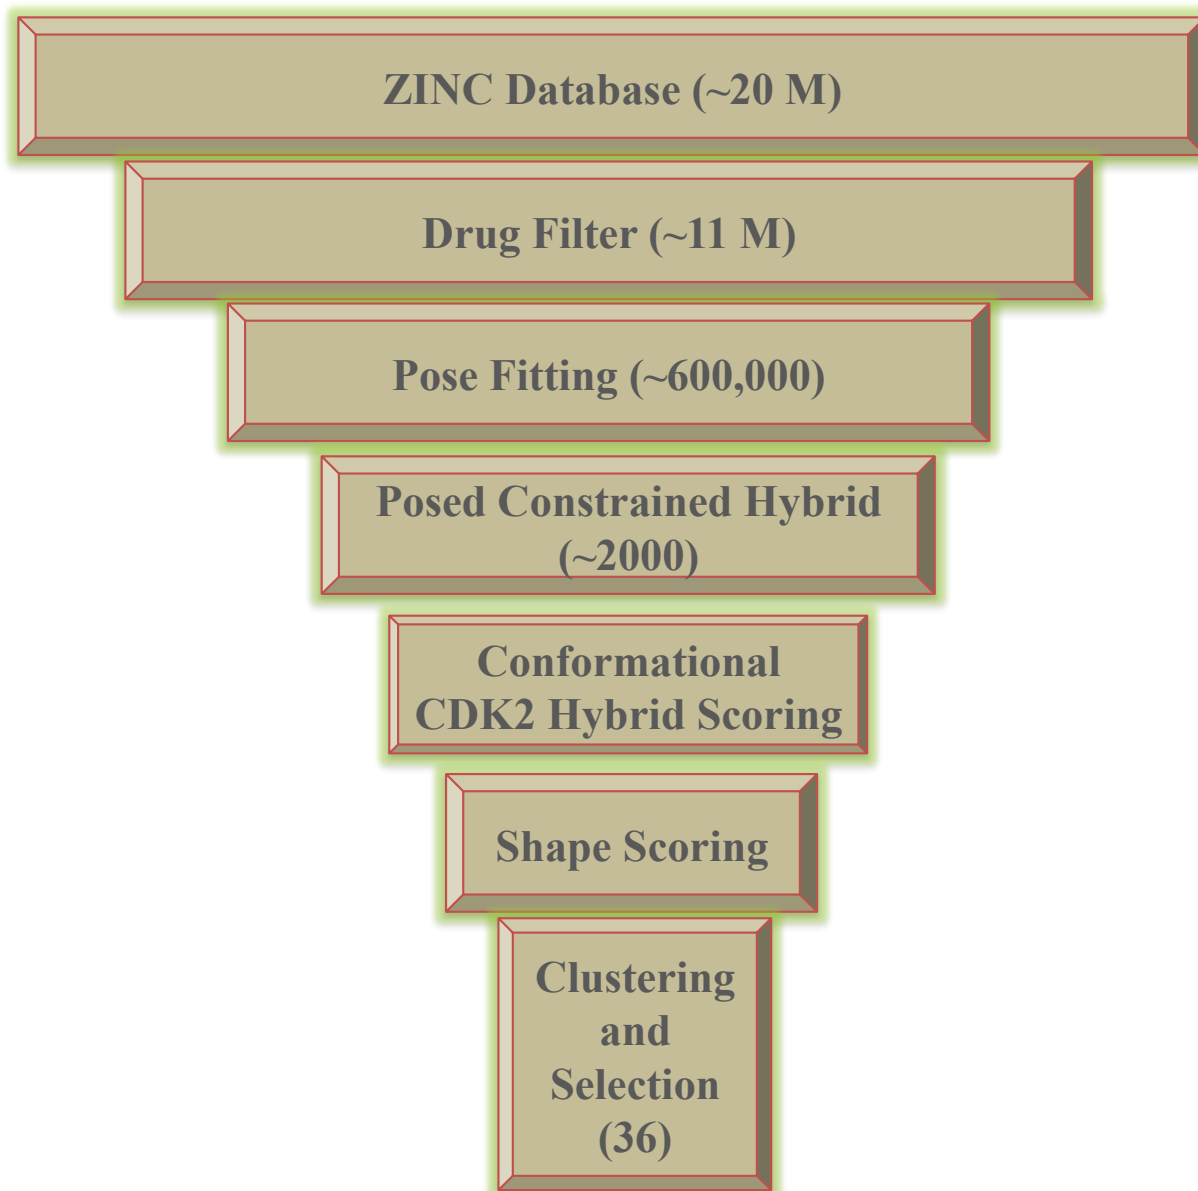 ZINC Database (~20 M)
Drug Filter (~11 M)
Pose Fitting (~600,000)
Posed Constrained Hybrid
(~2000)
Conformational
CDK2 Hybrid Scoring
Shape Scoring
Clustering
and
Selection
(36)